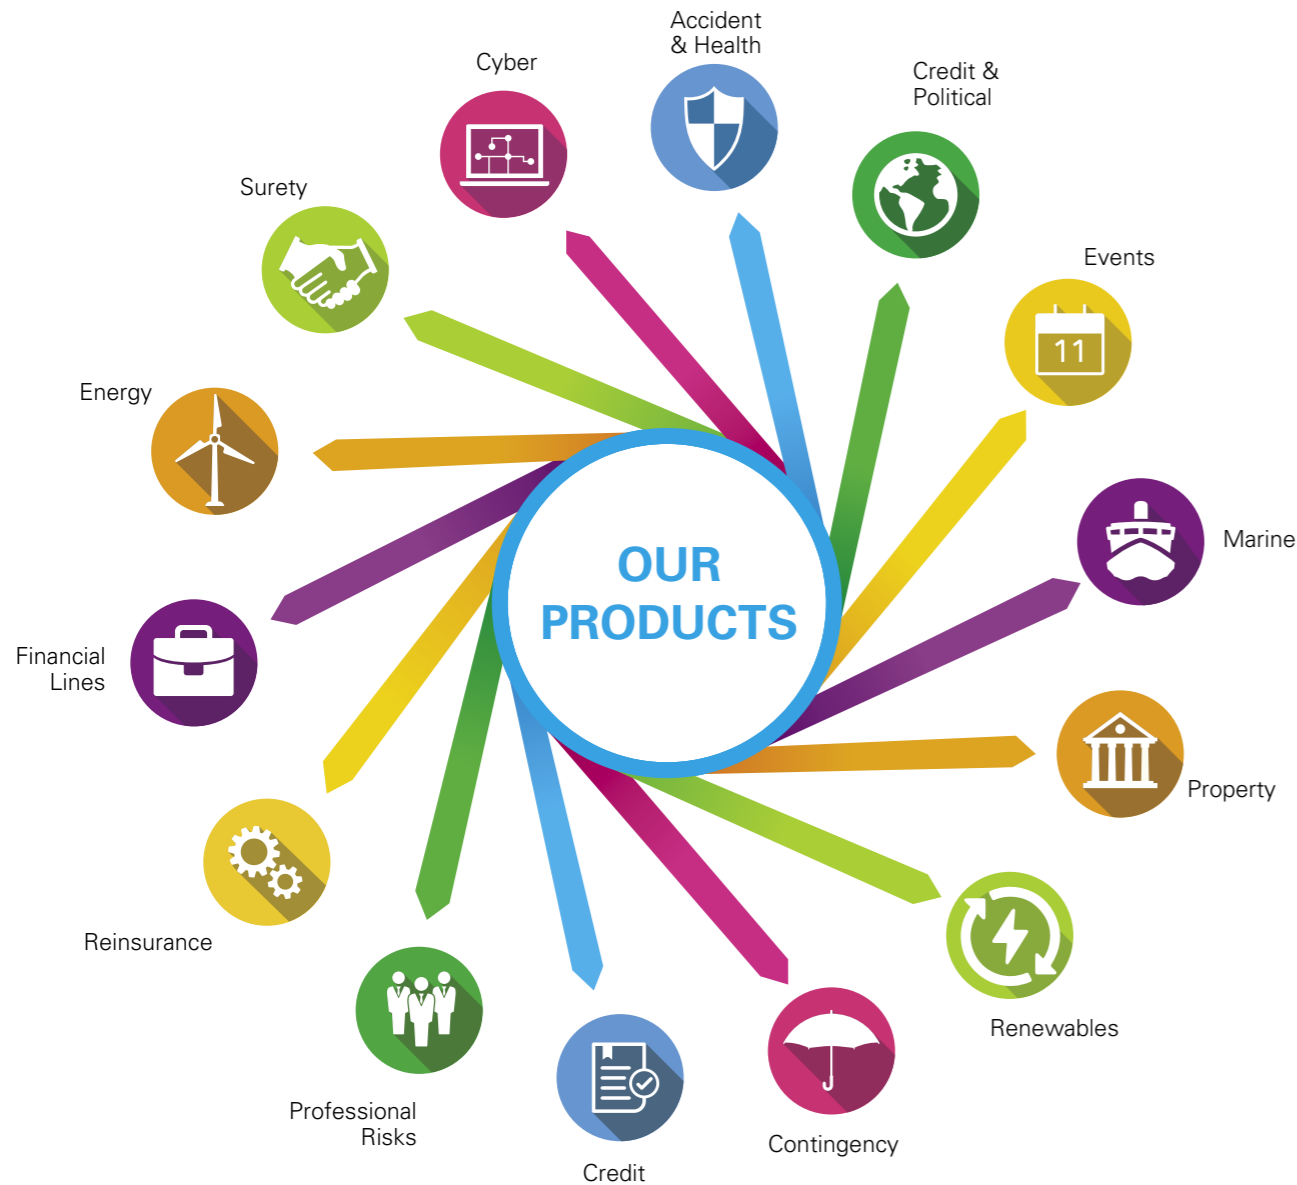 Accident
& Health
Cyber
Credit &
Political
Surety
Events
11
Energy
Marine
OUR
PRODUCTS
Financial
Lines
Property
Reinsurance
Renewables
Professional
Risks
Contingency
Credit